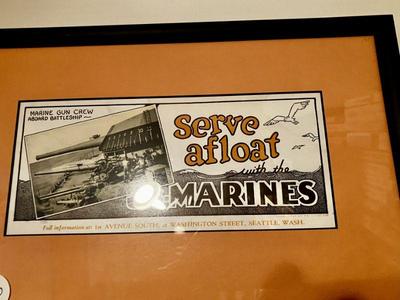 MARINE GUN CREW
ABOARD BATTLESHIP
Serve
afloat
with the
U.S. MARINES
Full information at: 1st AVENUE SOUTH, at WASHINGTON STREET, SEATTLE, WASH.